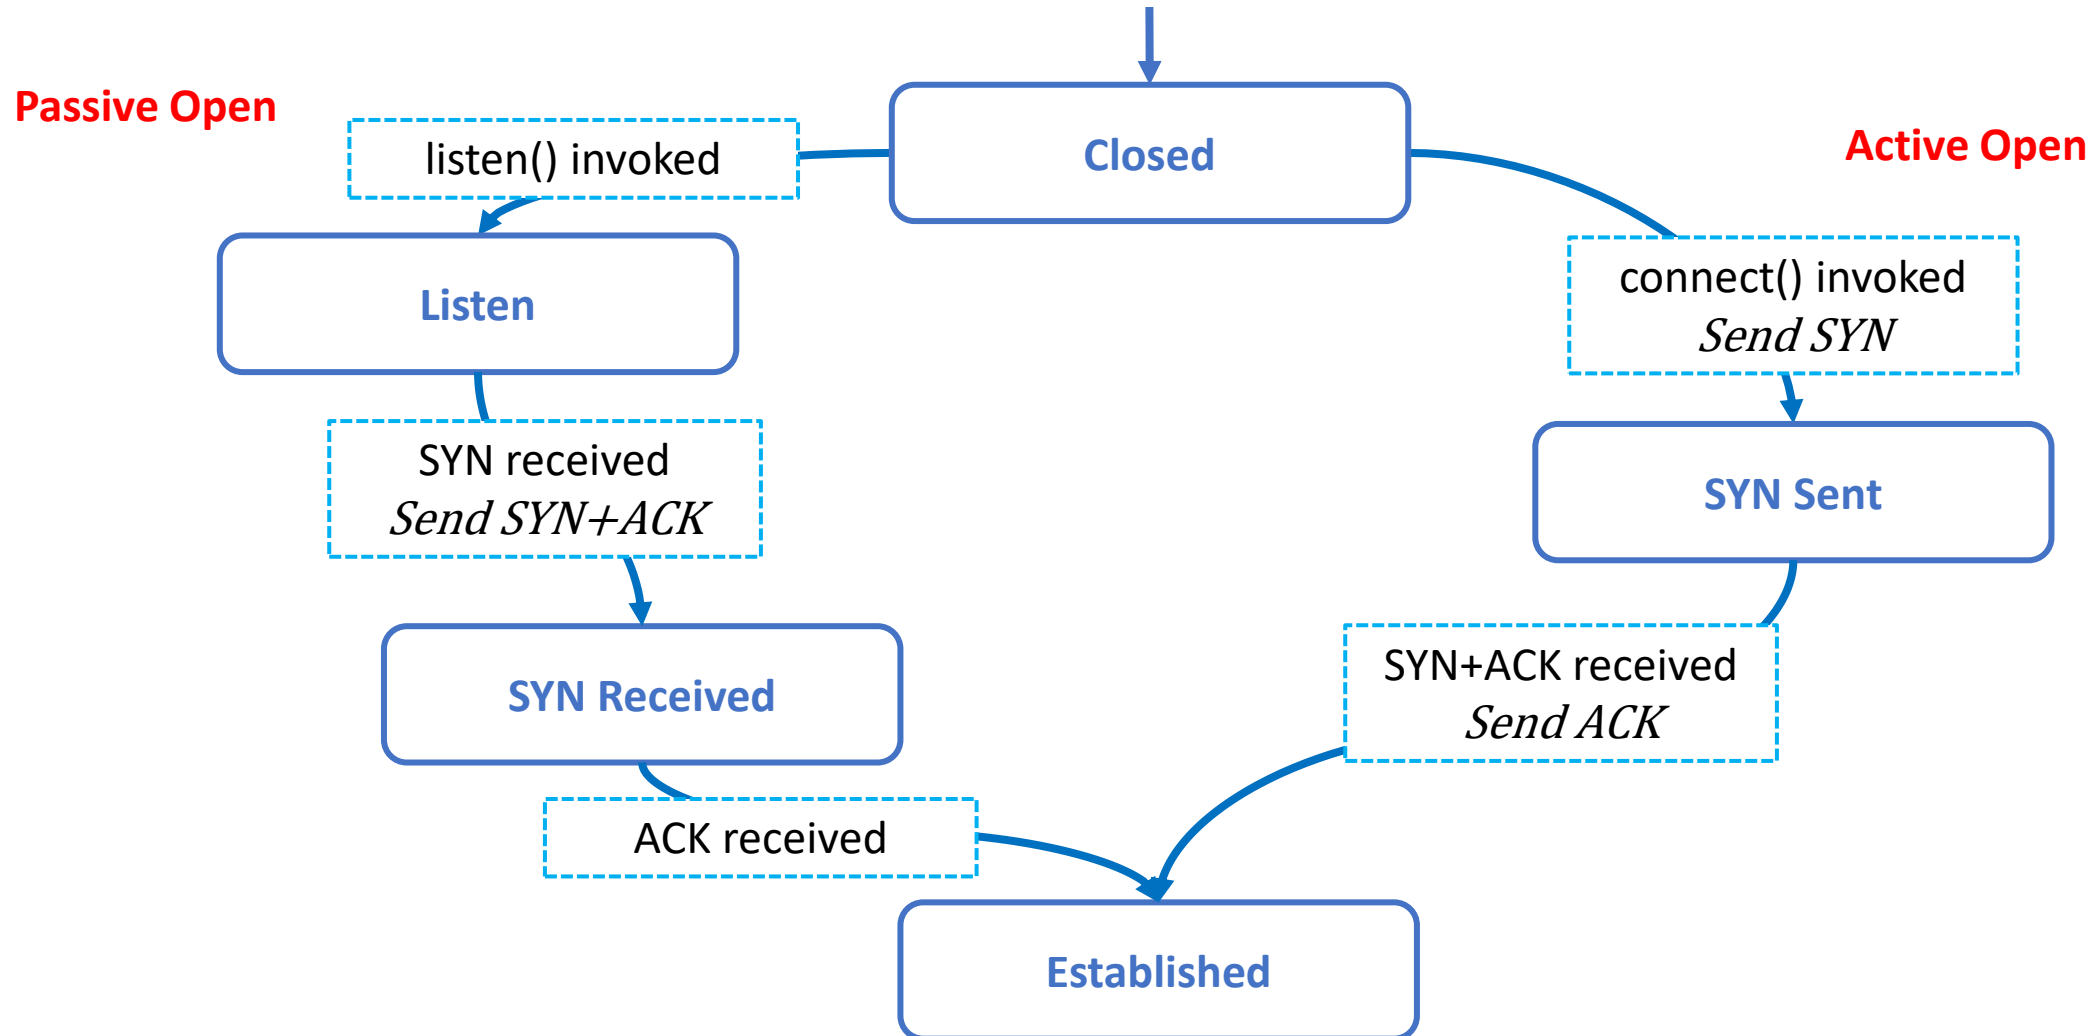 Passive Open
Closed
Active Open
listen() invoked
Listen
connect() invoked
Send SYN
SYN received
Send SYN+ACK
SYN Sent
SYN Received
SYN+ACK received
Send ACK
ACK received
Established